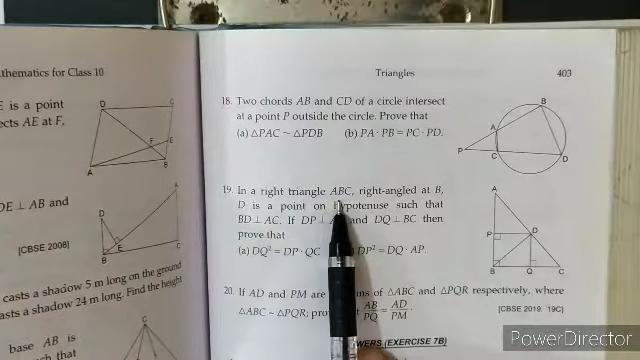 thematics for Class 10
E is a point
ects AE at F,
D
C
F
E
A
B
DE ⊥ AB and
[CBSE 2008]
A
D
E
B
C
casts a shadow 5 m long on the ground
asts a shadow 24 m long. Find the height
base AB is
such that
C
Triangles
403
18. Two chords AB and CD of a circle intersect
at a point P outside the circle. Prove that
(a) △PAC ~ △PDB (b) PA · PB = PC · PD.
B
A
P
C
D
19. In a right triangle ABC, right-angled at B,
D is a point on hypotenuse such that
BD ⊥ AC. If DP ⊥ and DQ ⊥ BC then
prove that
(a) DQ² = DP · QC DP² = DQ · AP.
A
P
D
B
Q
C
20. If AD and PM are of △ABC and △PQR respectively, where
△ABC ~ △PQR; AB/PQ = AD/PM.
[CBSE 2019, '19C]
WERS (EXERCISE 7B)
PowerDirector